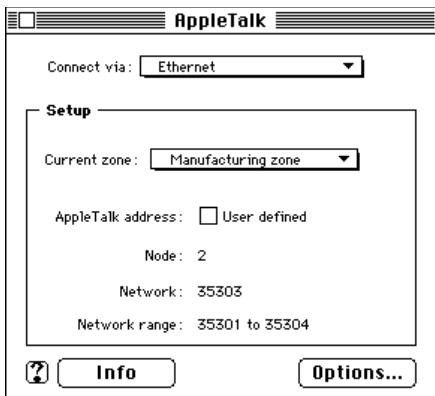 AppleTalk
Connect via: Ethernet
Setup
Current zone: Manufacturing zone
AppleTalk address: User defined
Node: 2
Network: 35303
Network range: 35301 to 35304
? Info Options...